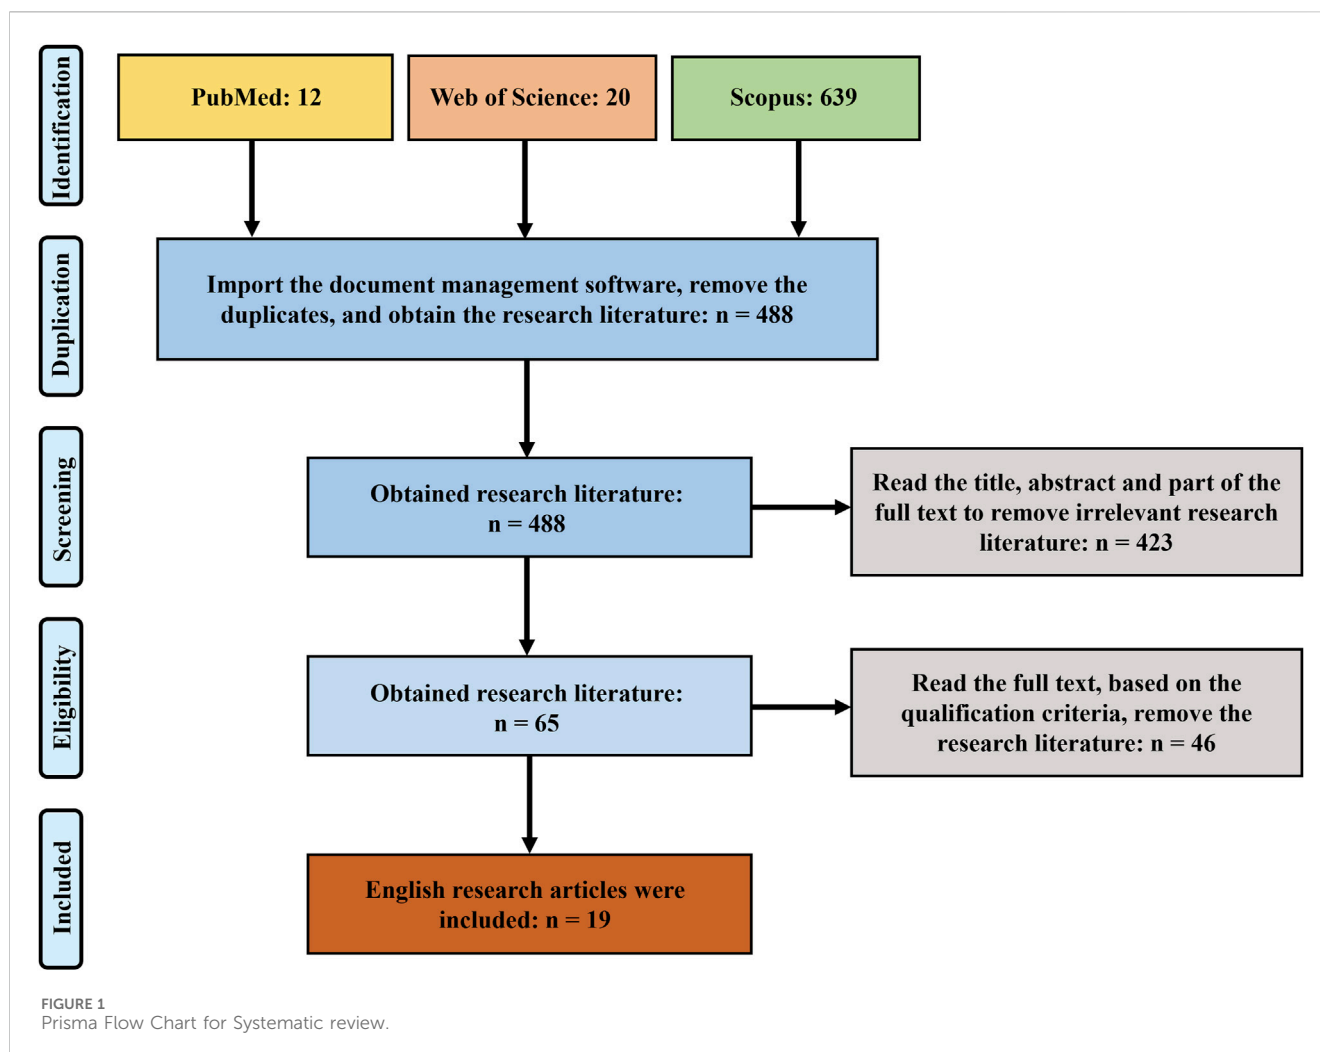 Identification
PubMed: 12
Web of Science: 20
Scopus: 639
Duplication
Import the document management software, remove the
duplicates, and obtain the research literature: n = 488
Screening
Obtained research literature:
n = 488
Read the title, abstract and part of the
full text to remove irrelevant research
literature: n = 423
Eligibility
Obtained research literature:
n = 65
Read the full text, based on the
qualification criteria, remove the
research literature: n = 46
Included
English research articles were
included: n = 19
FIGURE 1
Prisma Flow Chart for Systematic review.